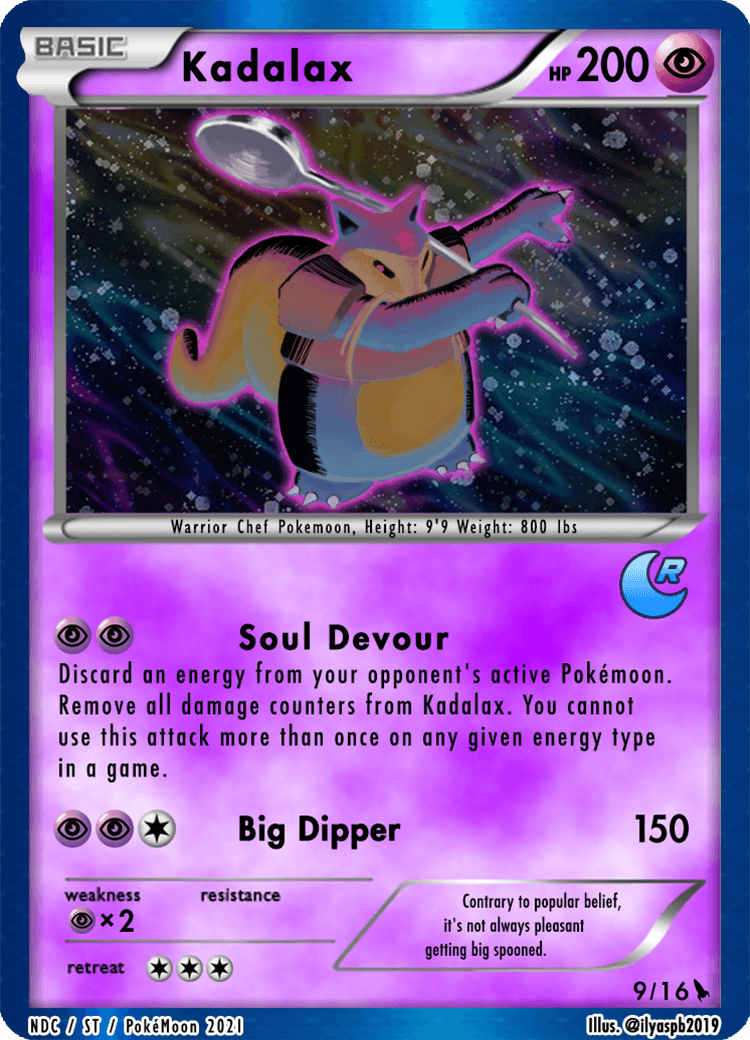 BASIC
Kadalax
HP 200
Warrior Chef Pokemoon, Height: 9'9 Weight: 800 lbs
R
Soul Devour
Discard an energy from your opponent's active Pokémoon.
Remove all damage counters from Kadalax. You cannot
use this attack more than once on any given energy type
in a game.
Big Dipper 150
weakness resistance
×2
retreat
Contrary to popular belief,
it's not always pleasant
getting big spooned.
9/16
NDC / ST / PokéMoon 2021
Illus. @ilyaspb2019